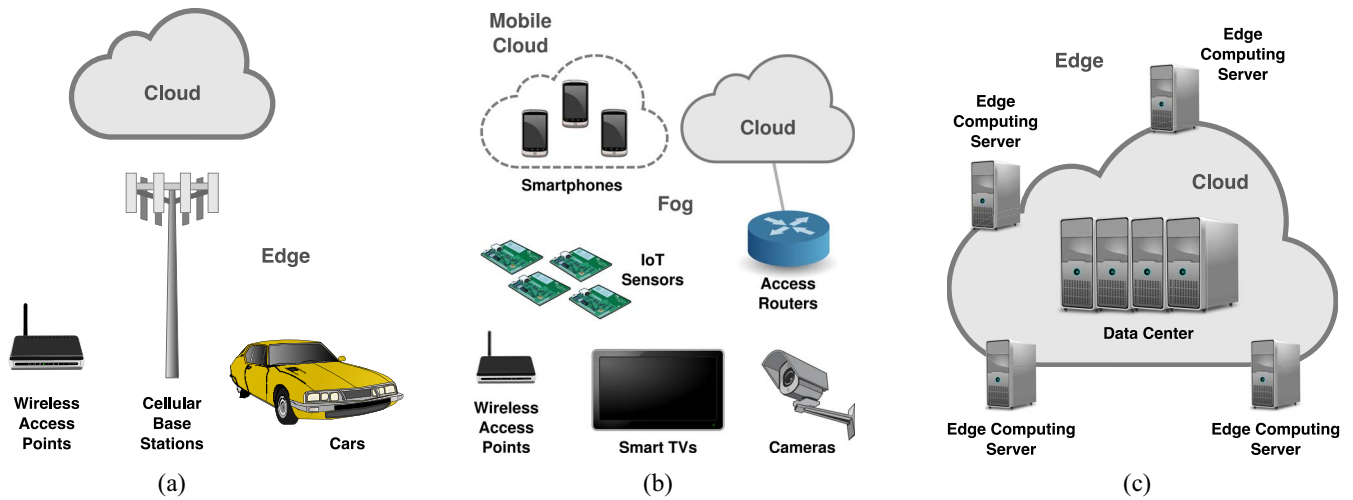 Cloud
Edge
Wireless
Access
Points
Cellular
Base
Stations
Cars
(a)
Mobile
Cloud
Smartphones
Cloud
Fog
IoT
Sensors
Access
Routers
Wireless
Access
Points
Smart TVs
Cameras
(b)
Edge
Edge
Computing
Server
Edge
Computing
Server
Cloud
Data Center
Edge Computing
Server
Edge Computing
Server
(c)